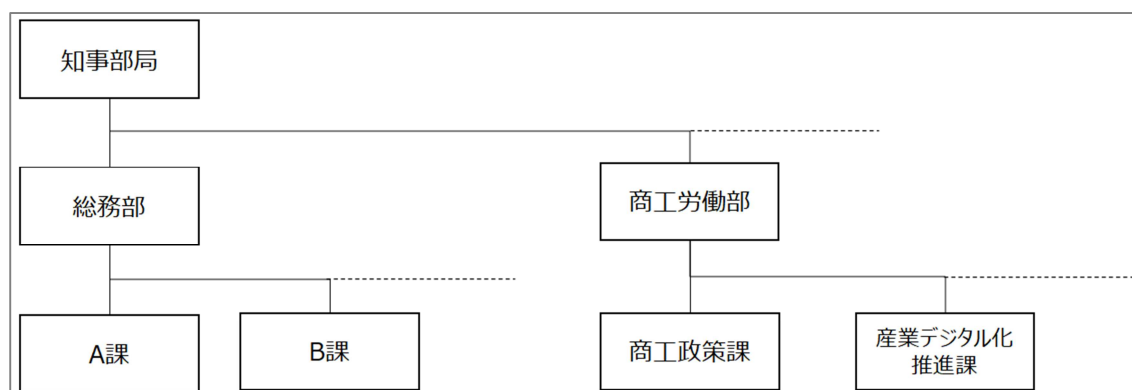 知事部局
総務部
商工労働部
A課
B課
商工政策課
産業デジタル化
推進課